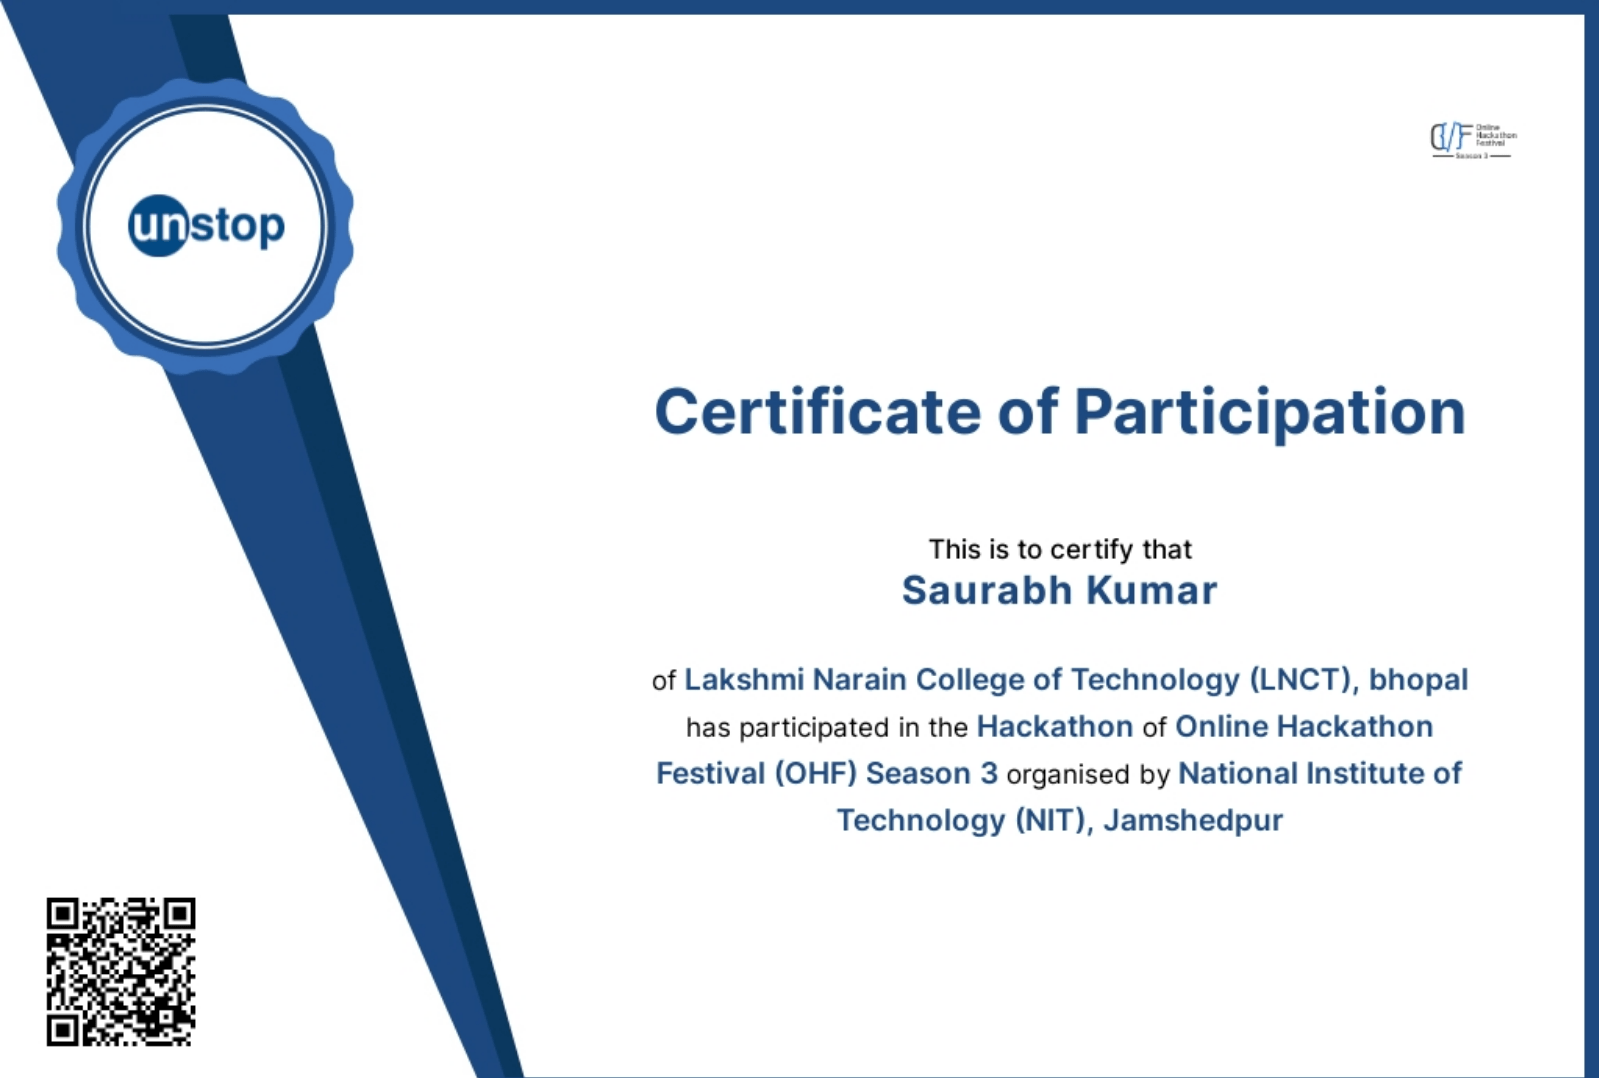 unstop
Online
Hackathon
Festival
Season 3
Certificate of Participation
This is to certify that
Saurabh Kumar
of Lakshmi Narain College of Technology (LNCT), bhopal
has participated in the Hackathon of Online Hackathon
Festival (OHF) Season 3 organised by National Institute of
Technology (NIT), Jamshedpur